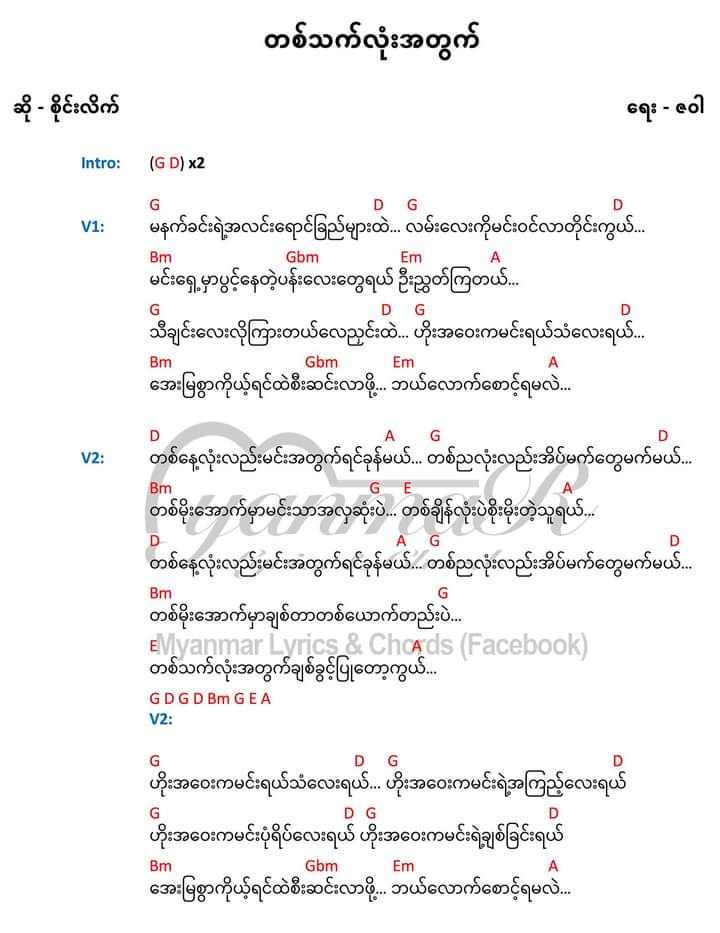 တစ်သက်လုံးအတွက်
ဆို - စိုင်းလိက် ရေး - ဇဝါ
Intro: (G D) x2
G D G D
V1: မနက်ခင်းရဲ့အလင်းရောင်ခြည်များထဲ... လမ်းလေးကိုမင်းဝင်လာတိုင်းကွယ်...
Bm Gbm Em A
မင်းရှေ့မှာပွင့်နေတဲ့ပန်းလေးတွေရယ် ဦးညွှတ်ကြတယ်...
G D G D
သီချင်းလေးလိုကြားတယ်လေညှင်းထဲ... ဟိုးအဝေးကမင်းရယ်သံလေးရယ်...
Bm Gbm Em A
အေးမြစွာကိုယ့်ရင်ထဲစီးဆင်းလာဖို့... ဘယ်လောက်စောင့်ရမလဲ...
D A G D
V2: တစ်နေ့လုံးလည်းမင်းအတွက်ရင်ခုန်မယ်... တစ်ညလုံးလည်းအိပ်မက်တွေမက်မယ်...
Bm G E A
တစ်မိုးအောက်မှာမင်းသာအလှဆုံးပဲ... တစ်ချိန်လုံးပဲစိုးမိုးတဲ့သူရယ်...
D A G D
တစ်နေ့လုံးလည်းမင်းအတွက်ရင်ခုန်မယ်... တစ်ညလုံးလည်းအိပ်မက်တွေမက်မယ်...
Bm G
တစ်မိုးအောက်မှာချစ်တာတစ်ယောက်တည်းပဲ...
E A
Myanmar Lyrics & Chords (Facebook)
တစ်သက်လုံးအတွက်ချစ်ခွင့်ပြုတော့ကွယ်...
G D G D Bm G E A
V2:
G D G D
ဟိုးအဝေးကမင်းရယ်သံလေးရယ်... ဟိုးအဝေးကမင်းရဲ့အကြည့်လေးရယ်
G D G D
ဟိုးအဝေးကမင်းပုံရိပ်လေးရယ် ဟိုးအဝေးကမင်းရဲ့ချစ်ခြင်းရယ်
Bm Gbm Em A
အေးမြစွာကိုယ့်ရင်ထဲစီးဆင်းလာဖို့... ဘယ်လောက်စောင့်ရမလဲ...